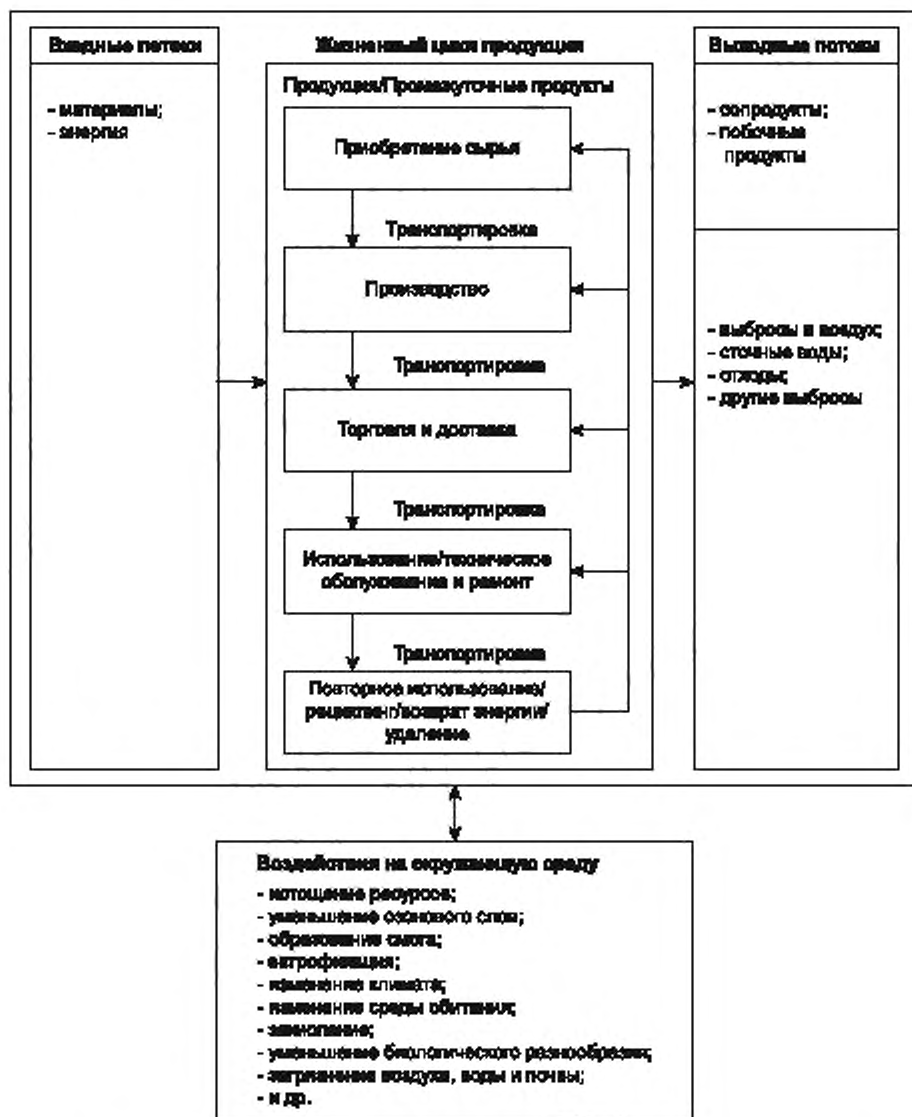 Входные потоки
- материалы;
- энергия
Жизненный цикл продукции
Продукция/Промежуточные продукты
Приобретение сырья
Транспортировка
Производство
Транспортировка
Торговля и доставка
Транспортировка
Использование/техническое
обслуживание и ремонт
Транспортировка
Повторное использование/
рециклинг/возврат энергии/
удаление
Выходные потоки
- сопродукты;
- побочные
продукты
- выбросы в воздух;
- сточные воды;
- отходы;
- другие выбросы
Воздействия на окружающую среду
- истощение ресурсов;
- уменьшение озонового слоя;
- образование смога;
- эвтрофикация;
- изменение климата;
- изменение среды обитания;
- закисление;
- уменьшение биологического разнообразия;
- загрязнение воздуха, воды и почвы;
- и др.